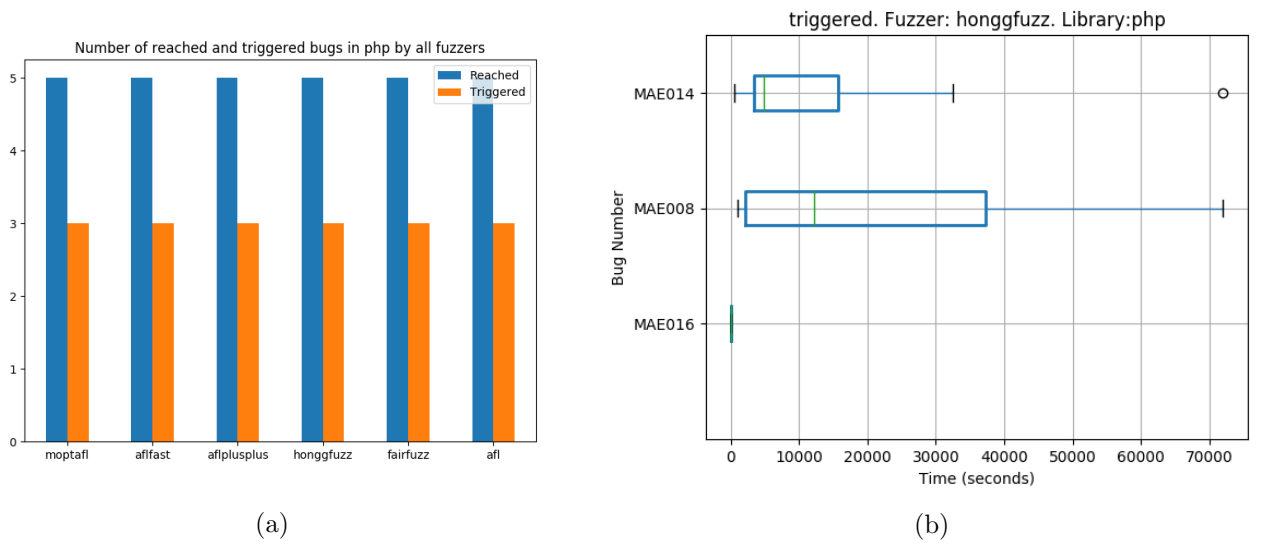 Number of reached and triggered bugs in php by all fuzzers
Reached
Triggered
5
4
3
2
1
0
moptafl aflfast aflplusplus honggfuzz fairfuzz afl
(a)
triggered. Fuzzer: honggfuzz. Library:php
Bug Number
MAE014
MAE008
MAE016
0 10000 20000 30000 40000 50000 60000 70000
Time (seconds)
(b)